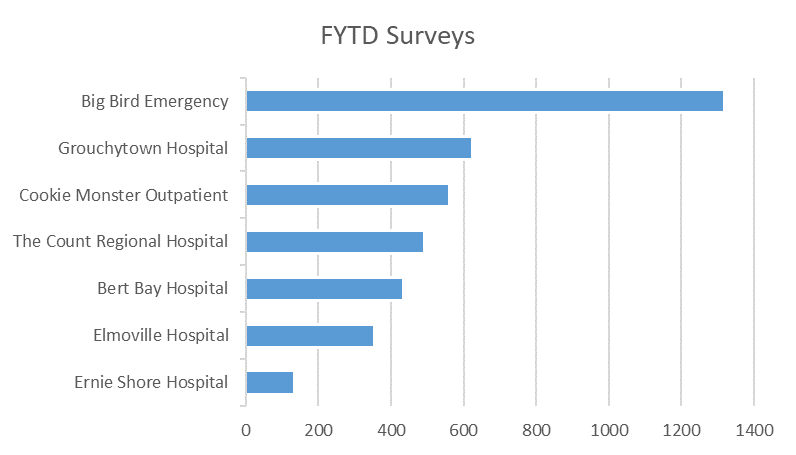 FYTD Surveys
Big Bird Emergency
Grouchytown Hospital
Cookie Monster Outpatient
The Count Regional Hospital
Bert Bay Hospital
Elmoville Hospital
Ernie Shore Hospital
0 200 400 600 800 1000 1200 1400